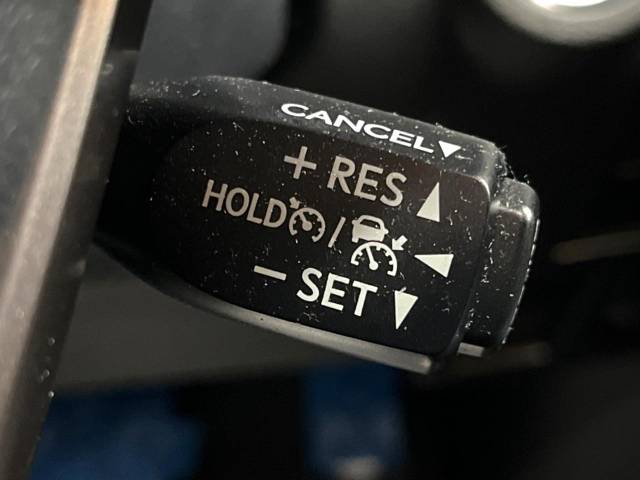 CANCEL
+ RES
HOLD /
- SET